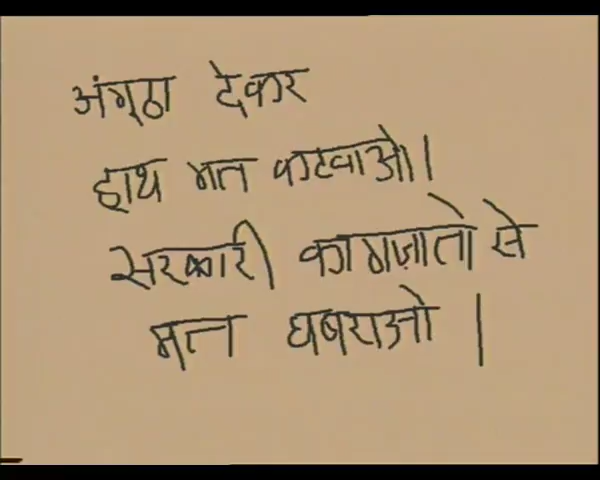 अंगूठा देकर
हाथ मत कटवाओ।
सरकारी कागज़ातो से
मत घबराओ।